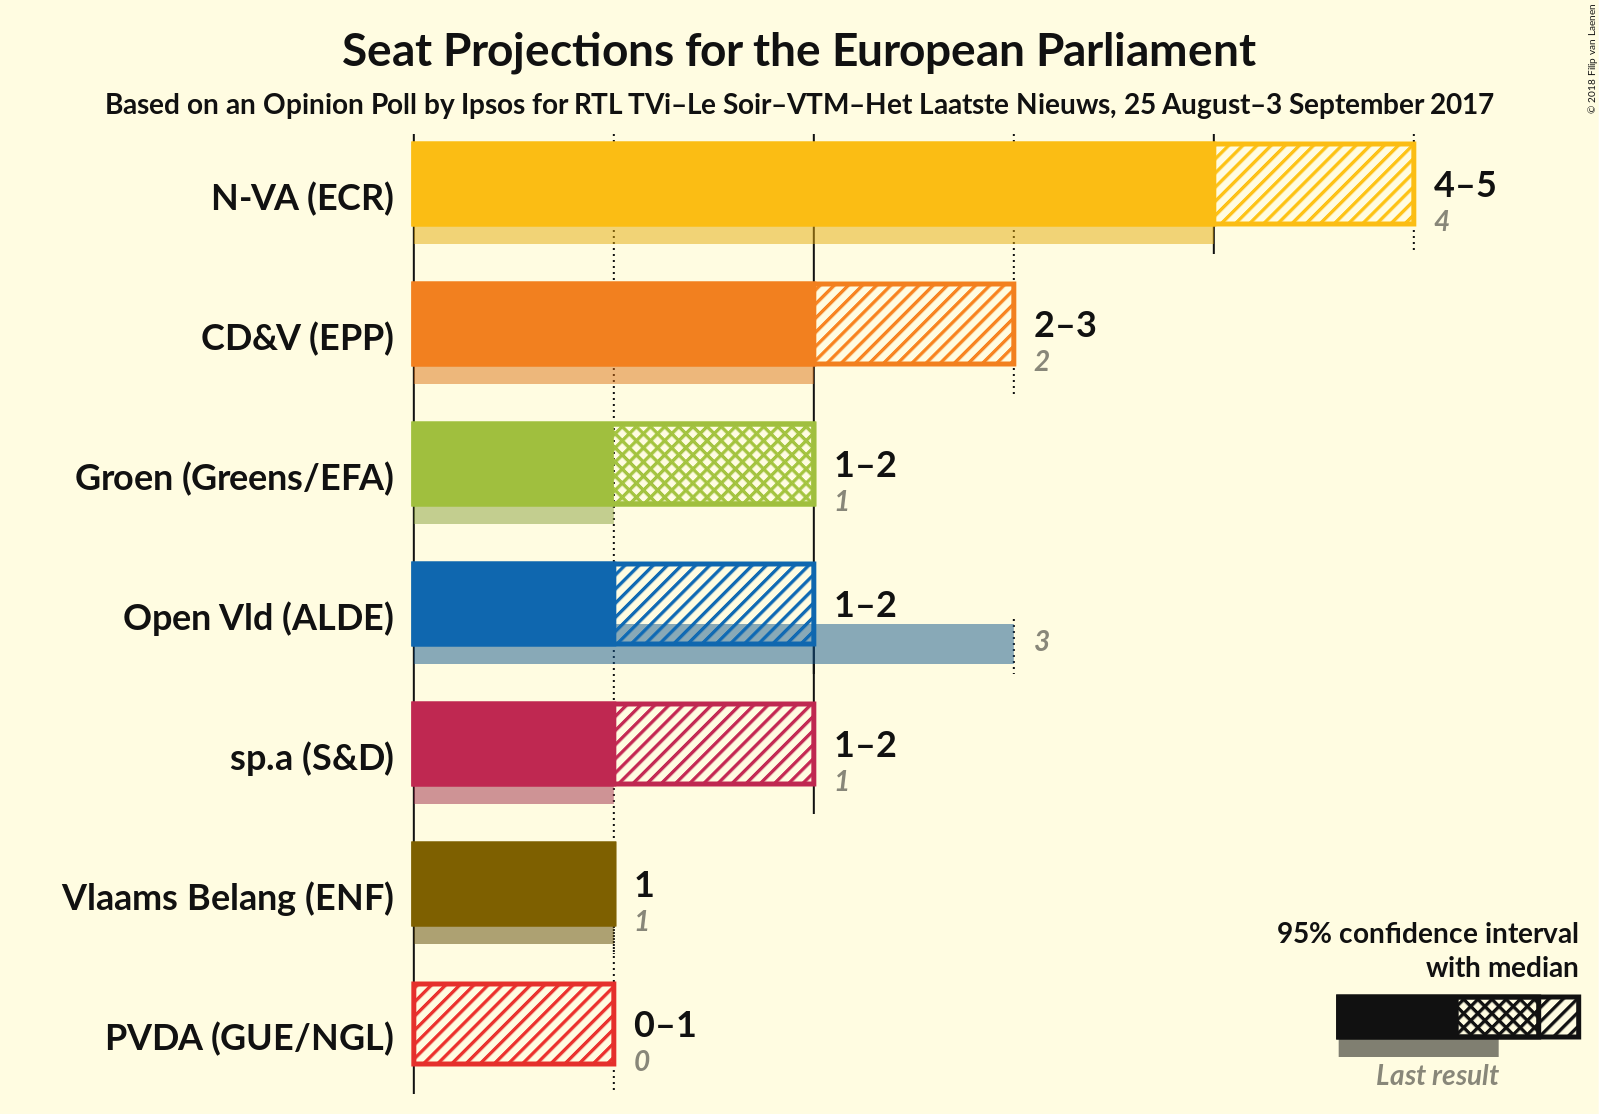 Seat Projections for the European Parliament
Based on an Opinion Poll by Ipsos for RTL TVi–Le Soir–VTM–Het Laatste Nieuws, 25 August–3 September 2017
© 2018 Filip van Laenen
N-VA (ECR)
4–5
4
CD&V (EPP)
2–3
2
Groen (Greens/EFA)
1–2
1
Open Vld (ALDE)
1–2
3
sp.a (S&D)
1–2
1
Vlaams Belang (ENF)
1
1
PVDA (GUE/NGL)
0–1
0
95% confidence interval
with median
Last result